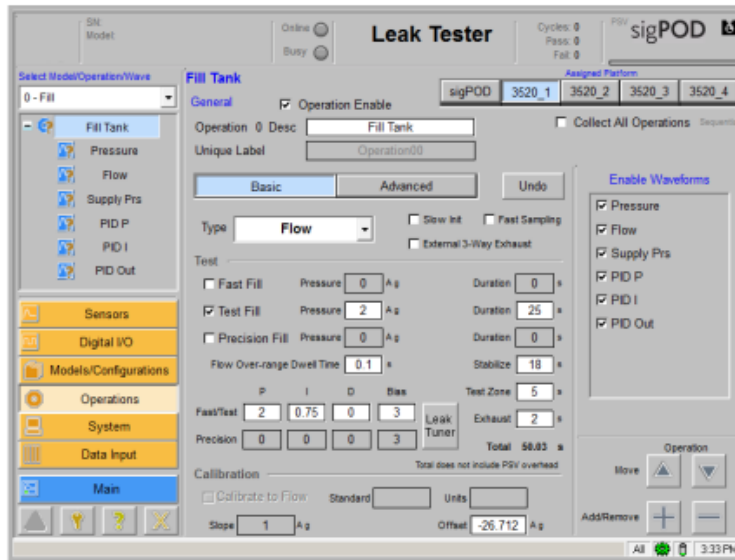 SN:
Model:
Online
Busy
Leak Tester
Cycles: 0
Pass: 0
Fail: 0
PSV
sigPOD
Select Model/Operation/Wave
0 - Fill
Fill Tank
Pressure
Flow
Supply Prs
PID P
PID I
PID Out
Sensors
Digital I/O
Models/Configurations
Operations
System
Data Input
Main
Fill Tank
Assigned Platform
sigPOD 3520_1 3520_2 3520_3 3520_4
General Operation Enable
Operation 0 Desc Fill Tank
Collect All Operations
Unique Label Operation00
Basic Advanced Undo
Type Flow
Slow Init Fast Sampling
External 3-Way Exhaust
Test
Fast Fill Pressure 0 A g Duration 0 s
Test Fill Pressure 2 A g Duration 25 s
Precision Fill Pressure 0 A g Duration 0 s
Flow Over-range Dwell Time 0.1 s Stabilize 18 s
P I D Bias Test Zone 5 s
Fast/Test 2 0.75 0 3 Leak Tuner Exhaust 2 s
Precision 0 0 0 3 Total 50.03 s
Total does not include PSV overhead
Calibration
Calibrate to Flow Standard Units
Slope 1 A g Offset -26.712 A g
Enable Waveforms
Pressure
Flow
Supply Prs
PID P
PID I
PID Out
Operation
Move
Add/Remove
All 3:33 PM